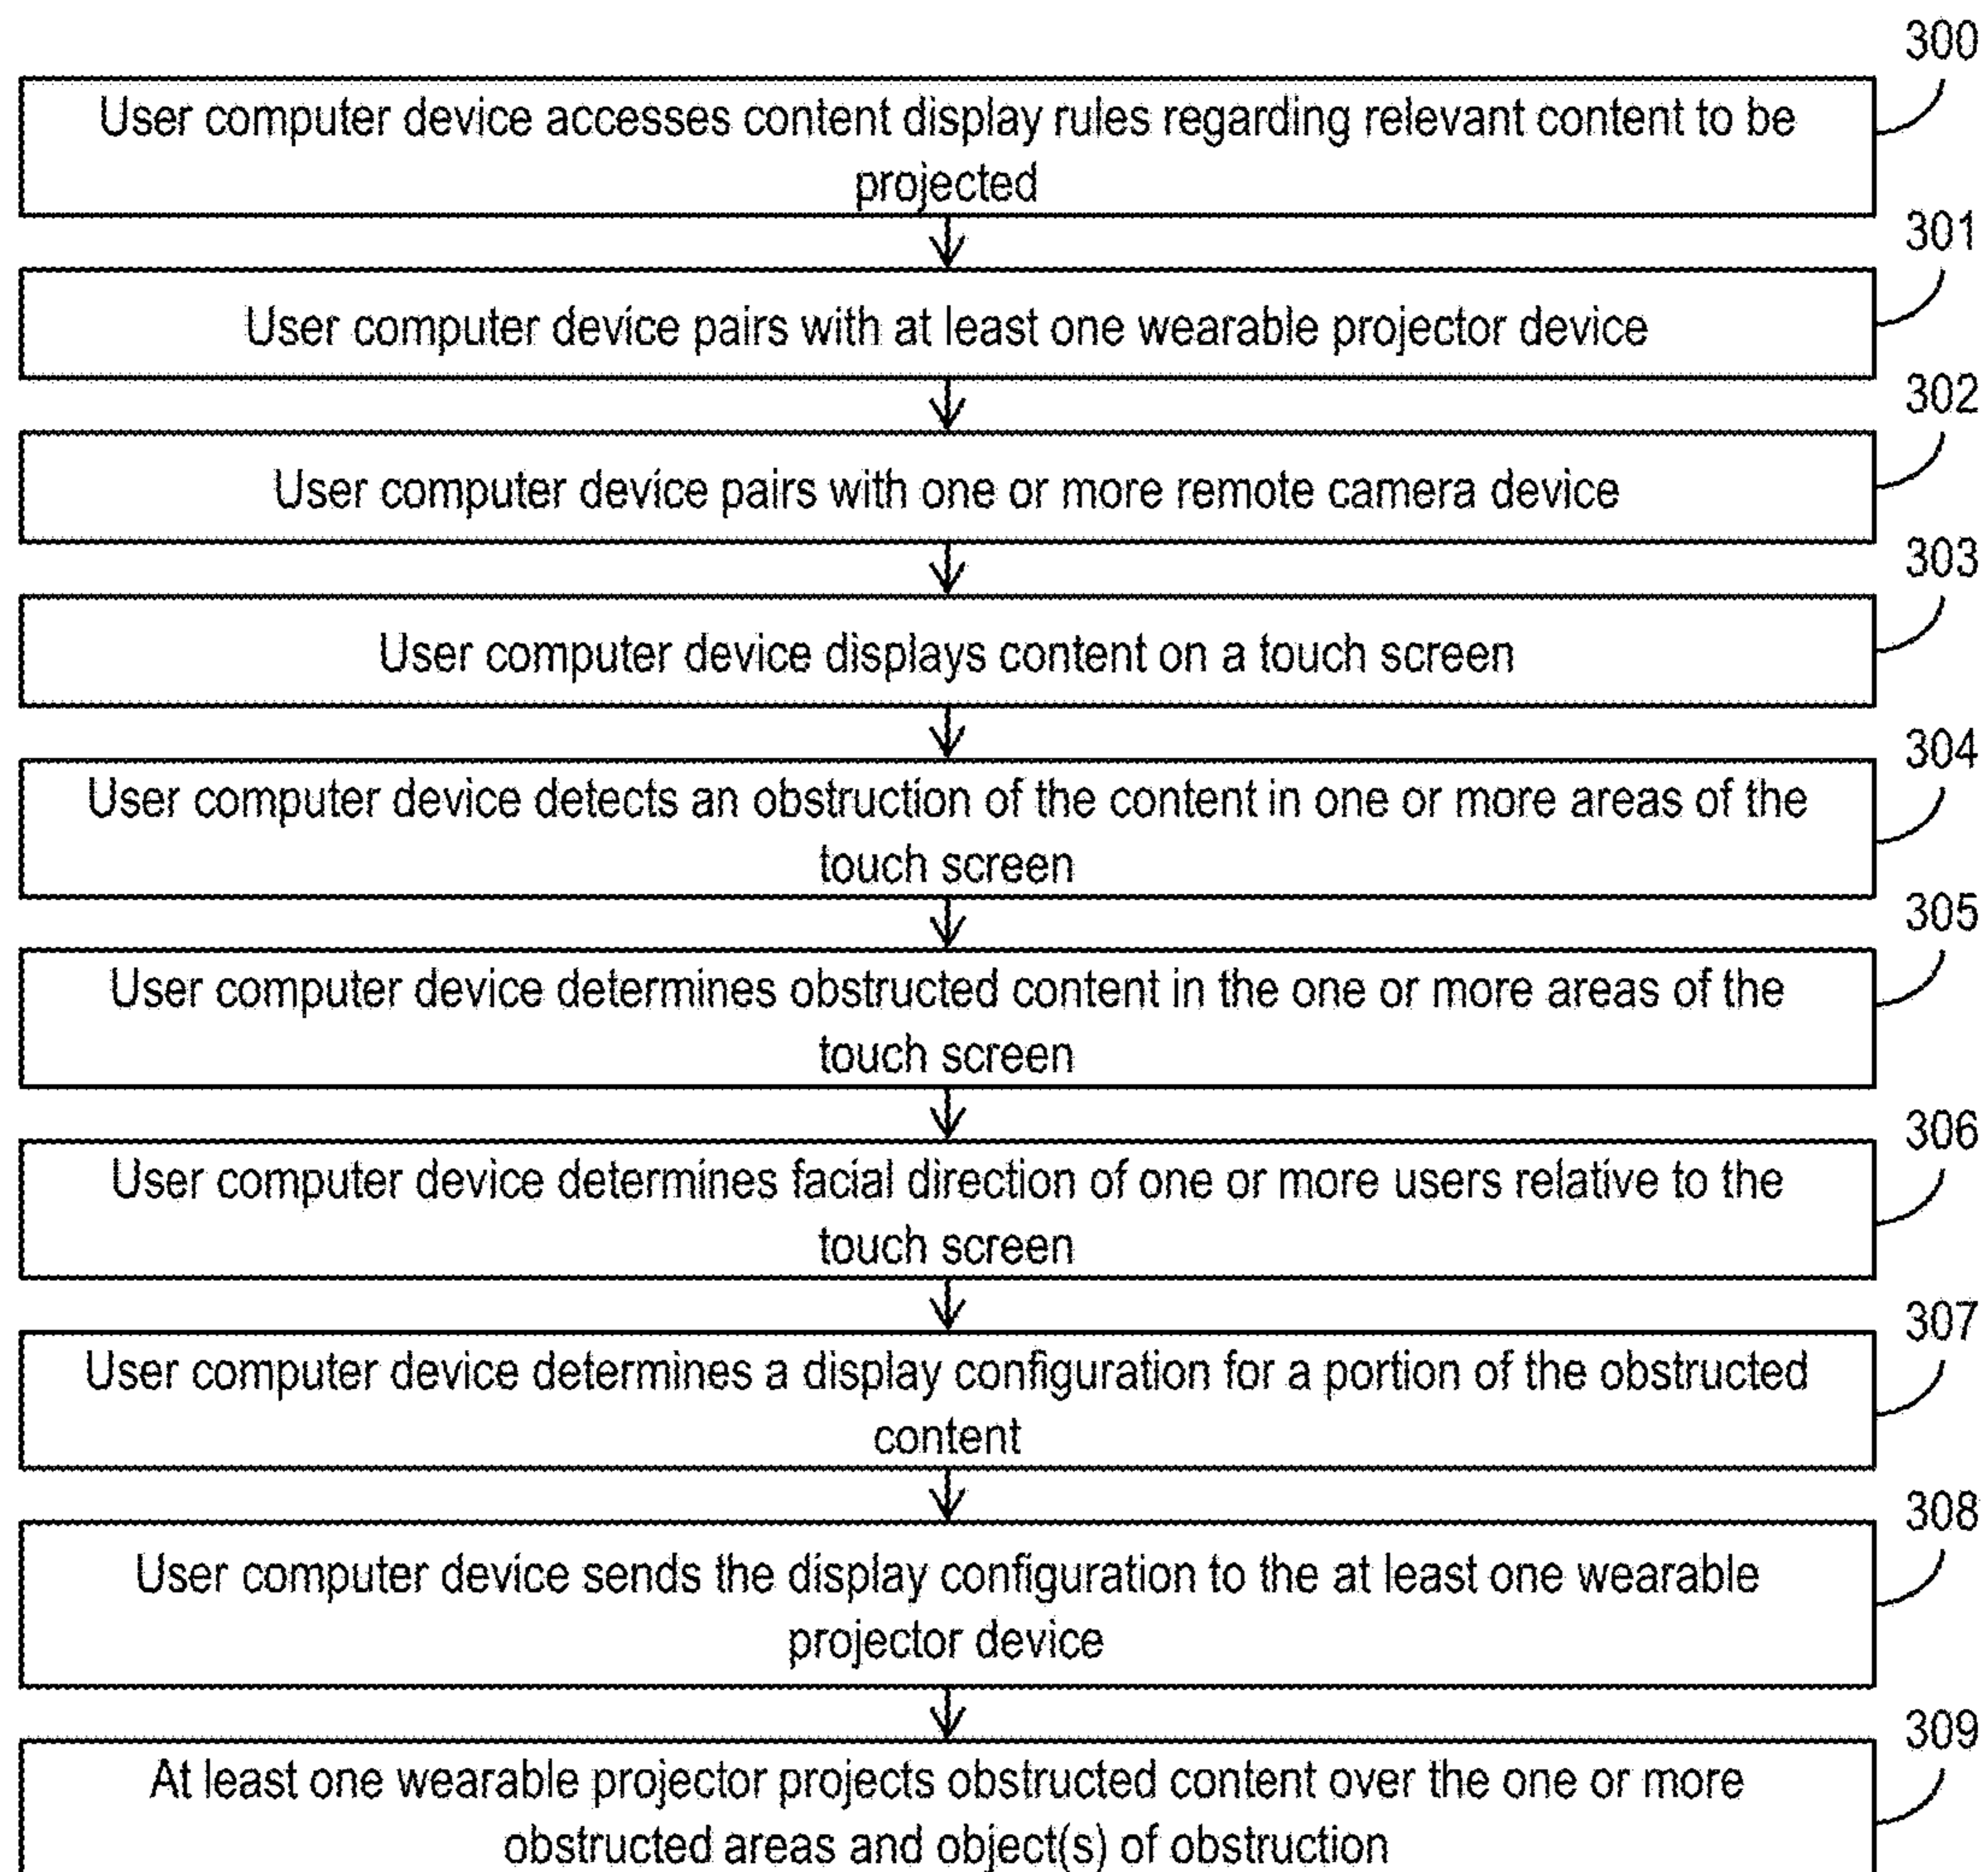 300
User computer device accesses content display rules regarding relevant content to be
projected
301
User computer device pairs with at least one wearable projector device
302
User computer device pairs with one or more remote camera device
303
User computer device displays content on a touch screen
304
User computer device detects an obstruction of the content in one or more areas of the
touch screen
305
User computer device determines obstructed content in the one or more areas of the
touch screen
306
User computer device determines facial direction of one or more users relative to the
touch screen
307
User computer device determines a display configuration for a portion of the obstructed
content
308
User computer device sends the display configuration to the at least one wearable
projector device
309
At least one wearable projector projects obstructed content over the one or more
obstructed areas and object(s) of obstruction